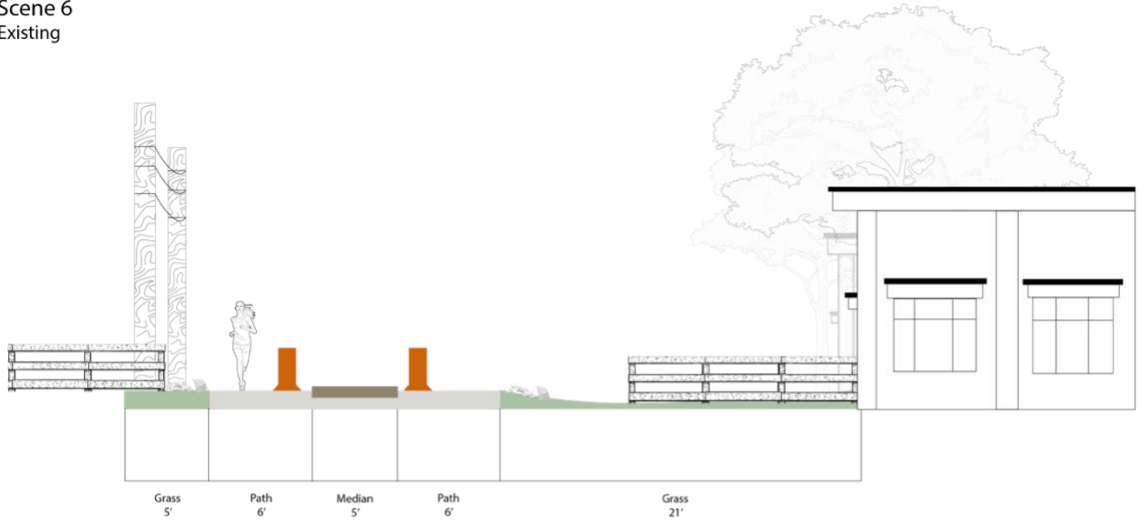 Scene 6
Existing
Grass
5'
Path
6'
Median
5'
Path
6'
Grass
21'